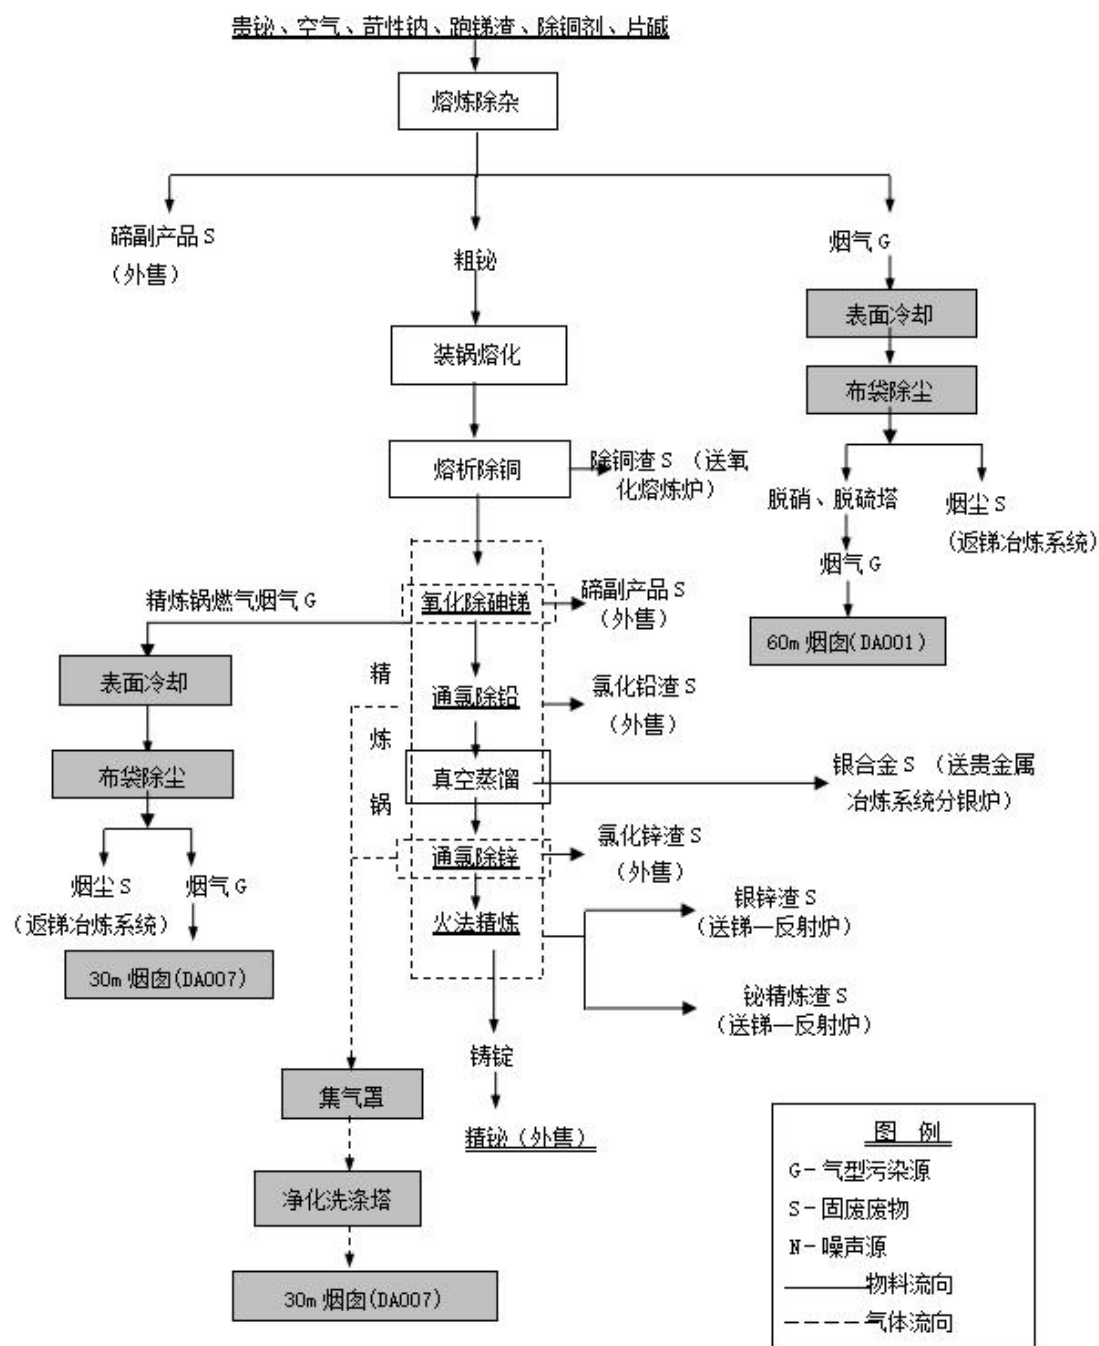 贵铋、空气、苛性钠、跑锑渣、除铜剂、片碱
熔炼除杂
碲副产品 S
（外售）
粗铋
烟气 G
表面冷却
布袋除尘
装锅熔化
熔析除铜
除铜渣 S （送氧
化熔炼炉）
脱硝、脱硫塔
烟尘 S
（返锑冶炼系统）
烟气 G
60m 烟囱(DA001)
精炼锅燃气烟气 G
氧化除砷锑
碲副产品 S
（外售）
表面冷却
精
炼
锅
通氯除铅
氯化铅渣 S
（外售）
布袋除尘
真空蒸馏
银合金 S （送贵金属
冶炼系统分银炉）
通氯除锌
氯化锌渣 S
（外售）
烟尘 S
（返锑冶炼系统）
烟气 G
30m 烟囱(DA007)
火法精炼
银锌渣 S
（送锑一反射炉）
铋精炼渣 S
（送锑一反射炉）
铸锭
精铋（外售）
集气罩
净化洗涤塔
30m 烟囱(DA007)
图 例
G－气型污染源
S－固废废物
N－噪声源
物料流向
气体流向